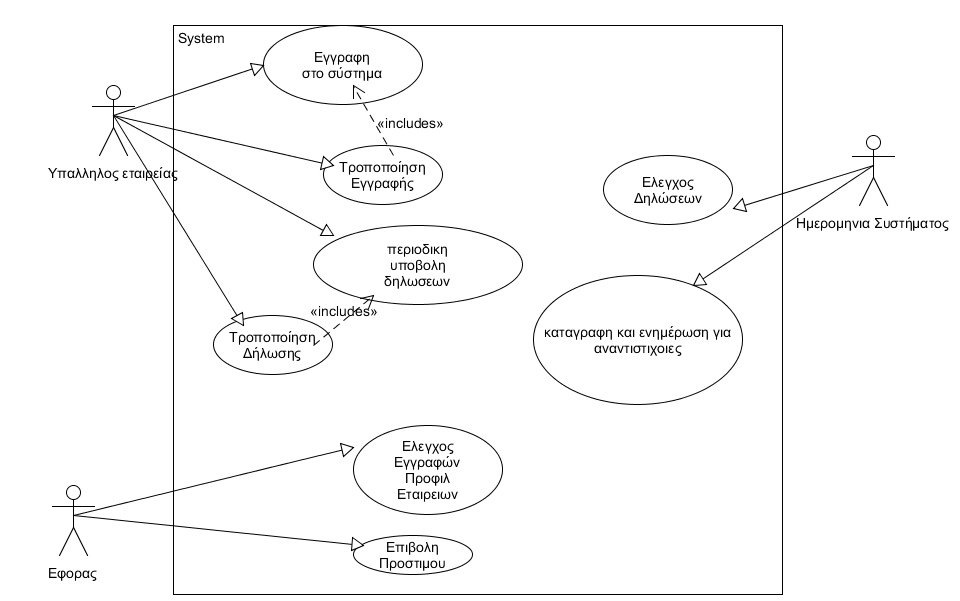 System
Εγγραφη
στο σύστημα
«includes»
Υπαλληλος εταιρείας
Τροποποίηση
Εγγραφής
Ελεγχος
Δηλώσεων
Ημερομηνια Συστήματος
περιοδικη
υποβολη
δηλωσεων
«includes»
Τροποποίηση
Δήλωσης
καταγραφη και ενημέρωση για
αναντιστιχοιες
Ελεγχος
Εγγραφών
Προφιλ
Εταιρειων
Επιβολη
Προστιμου
Εφορας